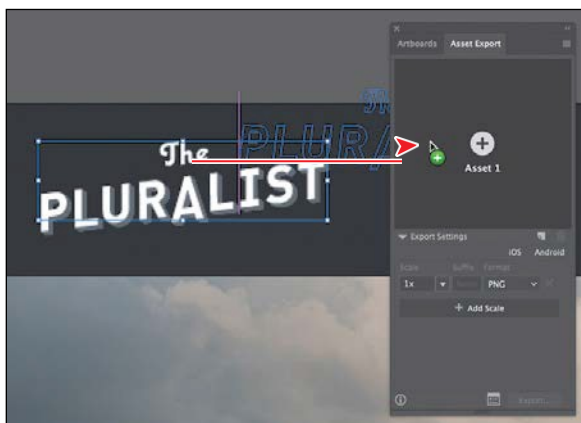 Artboards Asset Export
The
PLURALIST
PLURA
Asset 1
Export Settings
iOS Android
Scale Suffix Format
1x PNG
+ Add Scale
Export...